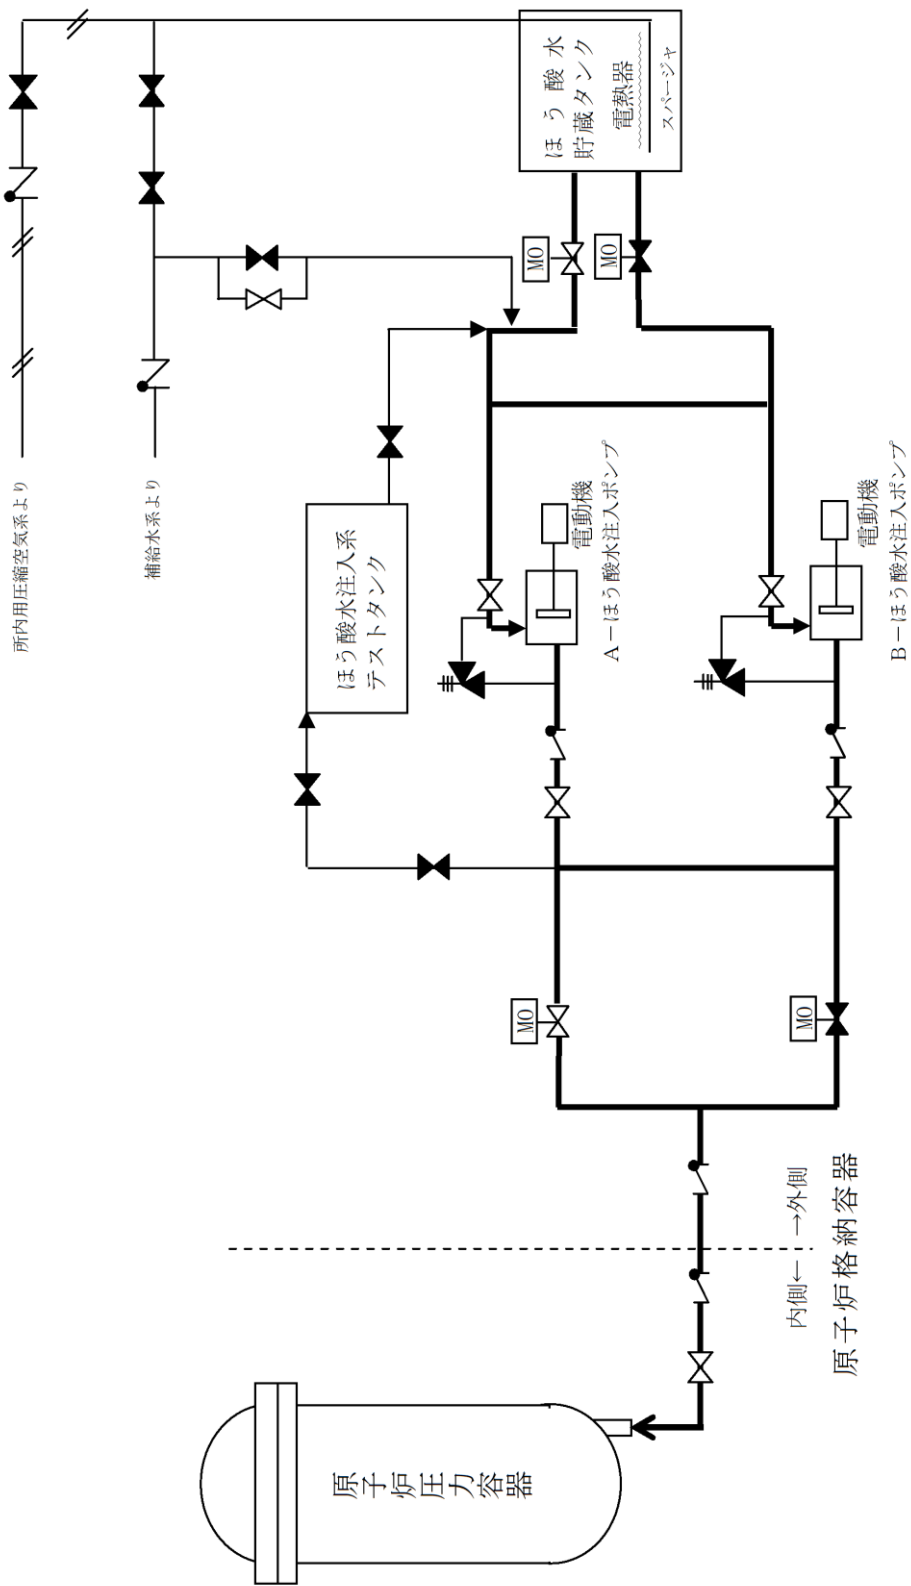 所内用圧縮空気系より
補給水系より
ほう酸水
貯蔵タンク
電熱器
スパージャ
MO
MO
ほう酸水注入系
テストタンク
電動機
A-ほう酸水注入ポンプ
電動機
B-ほう酸水注入ポンプ
MO
MO
内側← →外側
原子炉格納容器
原子炉圧力容器